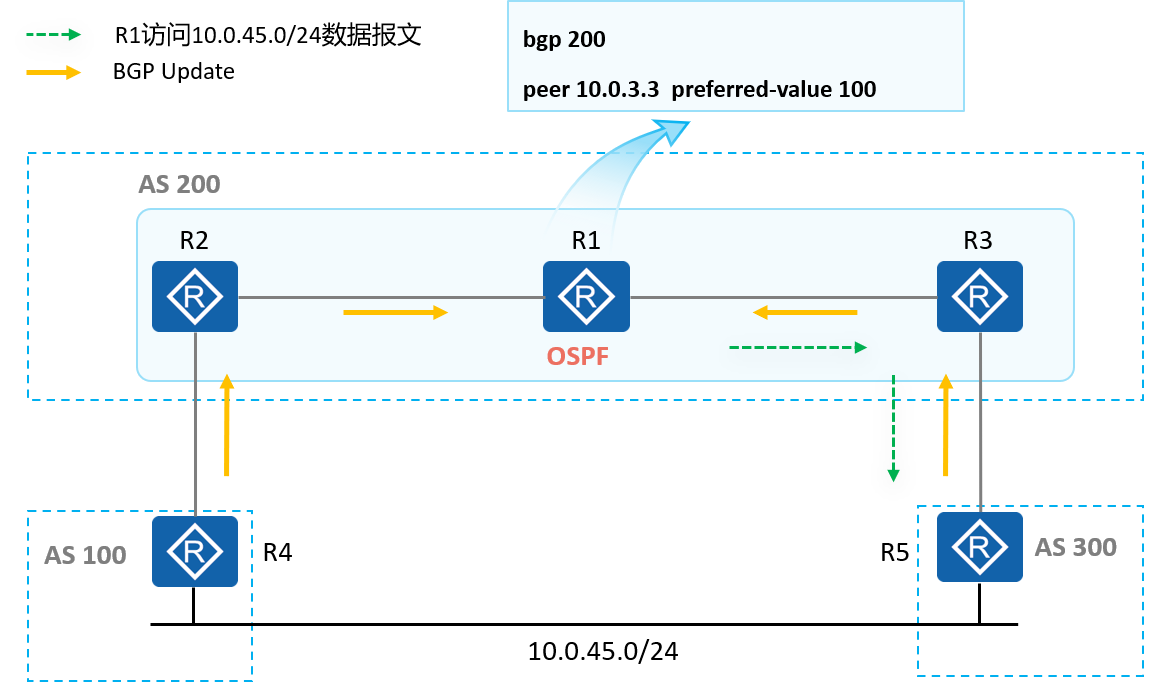 R1访问10.0.45.0/24数据报文
BGP Update
bgp 200
peer 10.0.3.3 preferred-value 100
AS 200
R2
R1
R3
R
R
R
OSPF
AS 100
R
R4
R5
R
AS 300
10.0.45.0/24